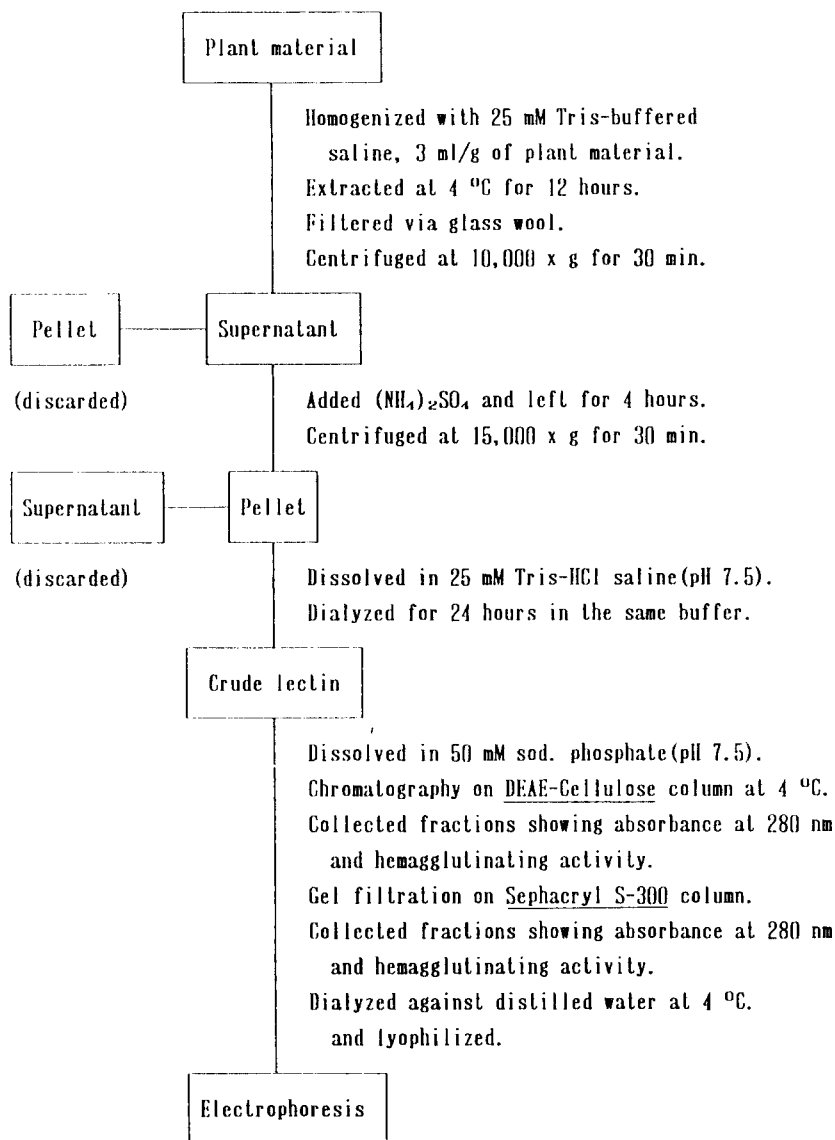 Plant material
Homogenized with 25 mM Tris-buffered
saline, 3 ml/g of plant material.
Extracted at 4 ⁰C for 12 hours.
Filtered via glass wool.
Centrifuged at 10,000 x g for 30 min.
Pellet
Supernatant
(discarded)
Added (NH₄)₂SO₄ and left for 4 hours.
Centrifuged at 15,000 x g for 30 min.
Supernatant
Pellet
(discarded)
Dissolved in 25 mM Tris-HCl saline(pH 7.5).
Dialyzed for 24 hours in the same buffer.
Crude lectin
Dissolved in 50 mM sod. phosphate(pH 7.5).
Chromatography on DEAE-Cellulose column at 4 ⁰C.
Collected fractions showing absorbance at 280 nm
and hemagglutinating activity.
Gel filtration on Sephacryl S-300 column.
Collected fractions showing absorbance at 280 nm
and hemagglutinating activity.
Dialyzed against distilled water at 4 ⁰C.
and lyophilized.
Electrophoresis